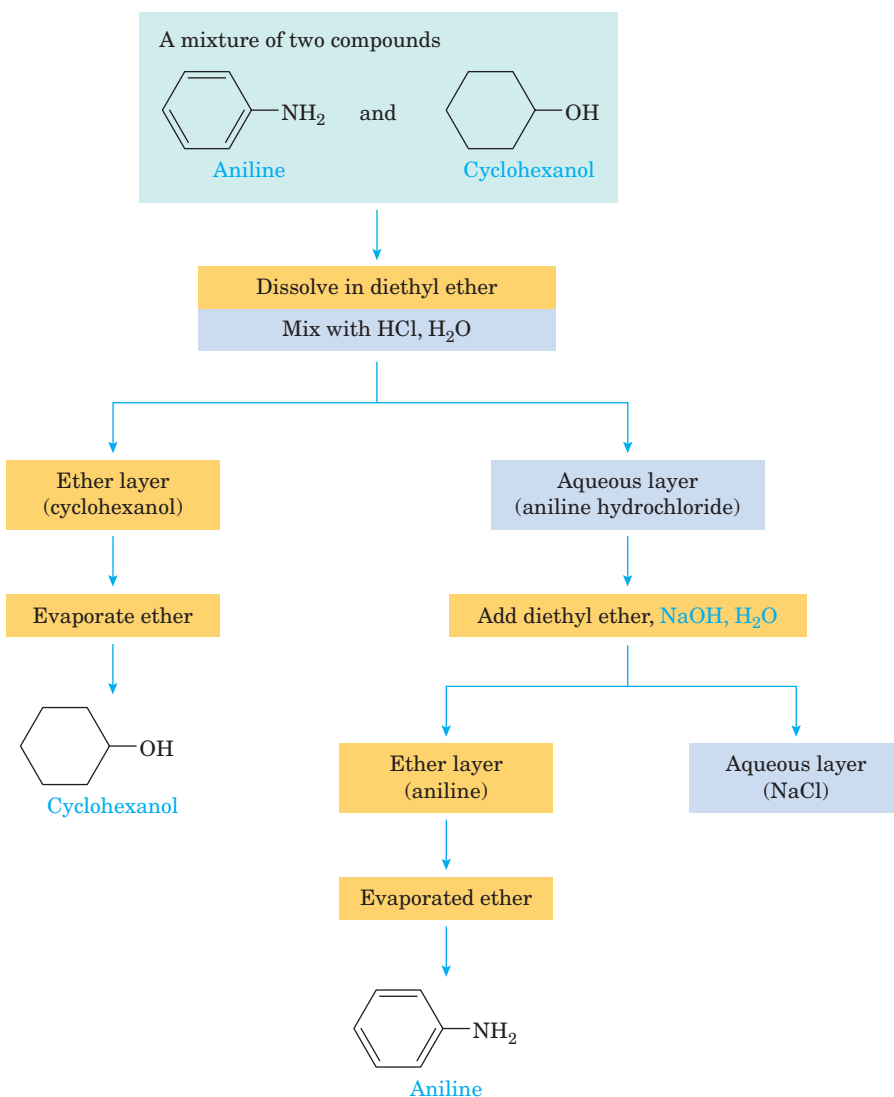 A mixture of two compounds
NH₂ and OH
Aniline Cyclohexanol
Dissolve in diethyl ether
Mix with HCl, H₂O
Ether layer
(cyclohexanol)
Aqueous layer
(aniline hydrochloride)
Evaporate ether
Add diethyl ether, NaOH, H₂O
OH
Cyclohexanol
Ether layer
(aniline)
Aqueous layer
(NaCl)
Evaporated ether
NH₂
Aniline